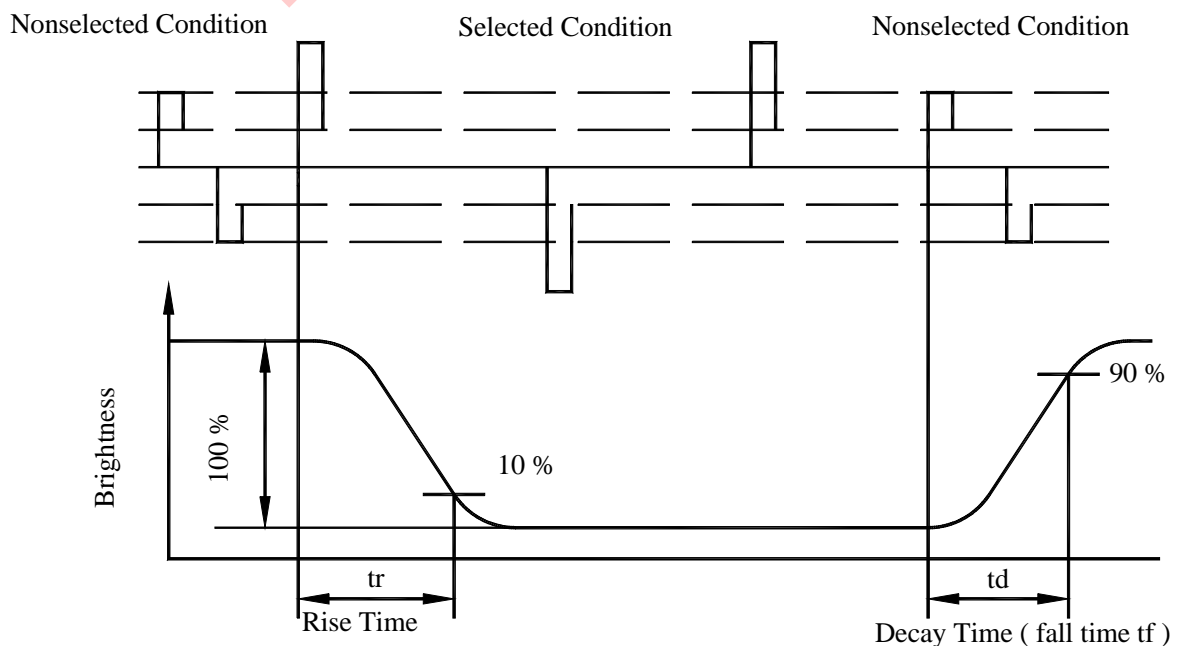 Nonselected Condition
Selected Condition
Nonselected Condition
Brightness
100 %
10 %
90 %
tr
Rise Time
td
Decay Time ( fall time tf )